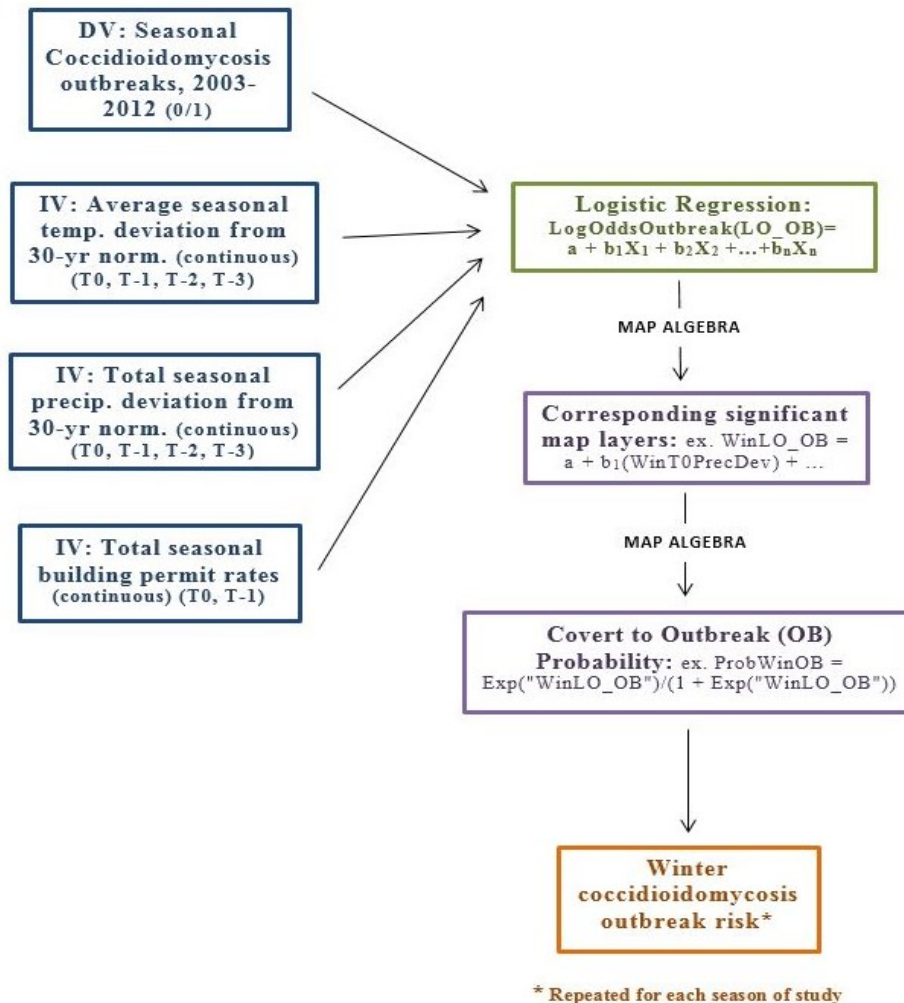 DV: Seasonal
Coccidioidomycosis
outbreaks, 2003-
2012 (0/1)
IV: Average seasonal
temp. deviation from
30-yr norm. (continuous)
(T0, T-1, T-2, T-3)
IV: Total seasonal
precip. deviation from
30-yr norm. (continuous)
(T0, T-1, T-2, T-3)
IV: Total seasonal
building permit rates
(continuous) (T0, T-1)
Logistic Regression:
LogOddsOutbreak(LO_OB)=
a + b₁X₁ + b₂X₂ +...+bₙXₙ
MAP ALGEBRA
Corresponding significant
map layers: ex. WinLO_OB =
a + b₁(WinT0PrecDev) + ...
MAP ALGEBRA
Covert to Outbreak (OB)
Probability: ex. ProbWinOB =
Exp("WinLO_OB")/(1 + Exp("WinLO_OB"))
Winter
coccidioidomycosis
outbreak risk*
* Repeated for each season of study